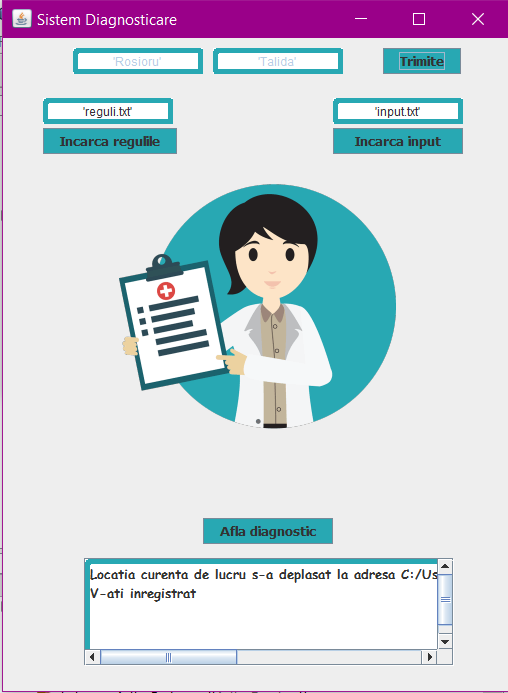 Sistem Diagnosticare
'Rosioru'
'Talida'
Trimite
'reguli.txt'
'input.txt'
Incarca regulile
Incarca input
Afla diagnostic
Locatia curenta de lucru s-a deplasat la adresa C:/Us
V-ati inregistrat